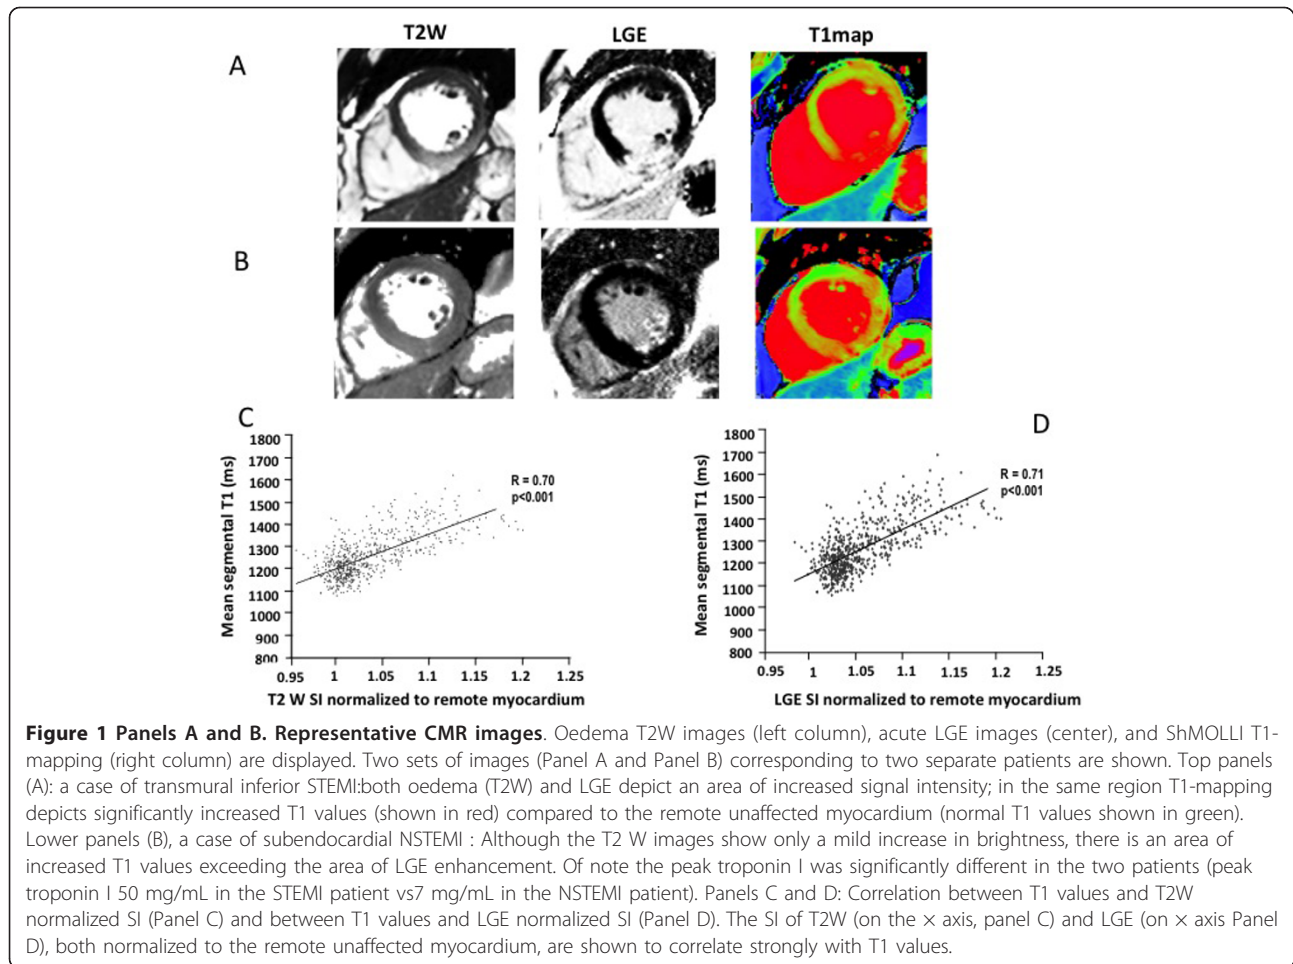 T2W LGE T1map
A
B
C
D
1800
1700
1600
1500
1400
1300
1200
1100
1000
900
800
Mean segmental T1 (ms)
R = 0.70
p<0.001
0.95 1 1.05 1.1 1.15 1.2 1.25
T2 W SI normalized to remote myocardium
1800
1700
1600
1500
1400
1300
1200
1100
1000
900
800
Mean segmental T1 (ms)
R = 0.71
p<0.001
0.95 1 1.05 1.1 1.15 1.2 1.25
LGE SI normalized to remote myocardium
Figure 1 Panels A and B. Representative CMR images. Oedema T2W images (left column), acute LGE images (center), and ShMOLLI T1-
mapping (right column) are displayed. Two sets of images (Panel A and Panel B) corresponding to two separate patients are shown. Top panels
(A): a case of transmural inferior STEMI:both oedema (T2W) and LGE depict an area of increased signal intensity; in the same region T1-mapping
depicts significantly increased T1 values (shown in red) compared to the remote unaffected myocardium (normal T1 values shown in green).
Lower panels (B), a case of subendocardial NSTEMI : Although the T2 W images show only a mild increase in brightness, there is an area of
increased T1 values exceeding the area of LGE enhancement. Of note the peak troponin I was significantly different in the two patients (peak
troponin I 50 mg/mL in the STEMI patient vs7 mg/mL in the NSTEMI patient). Panels C and D: Correlation between T1 values and T2W
normalized SI (Panel C) and between T1 values and LGE normalized SI (Panel D). The SI of T2W (on the × axis, panel C) and LGE (on × axis Panel
D), both normalized to the remote unaffected myocardium, are shown to correlate strongly with T1 values.